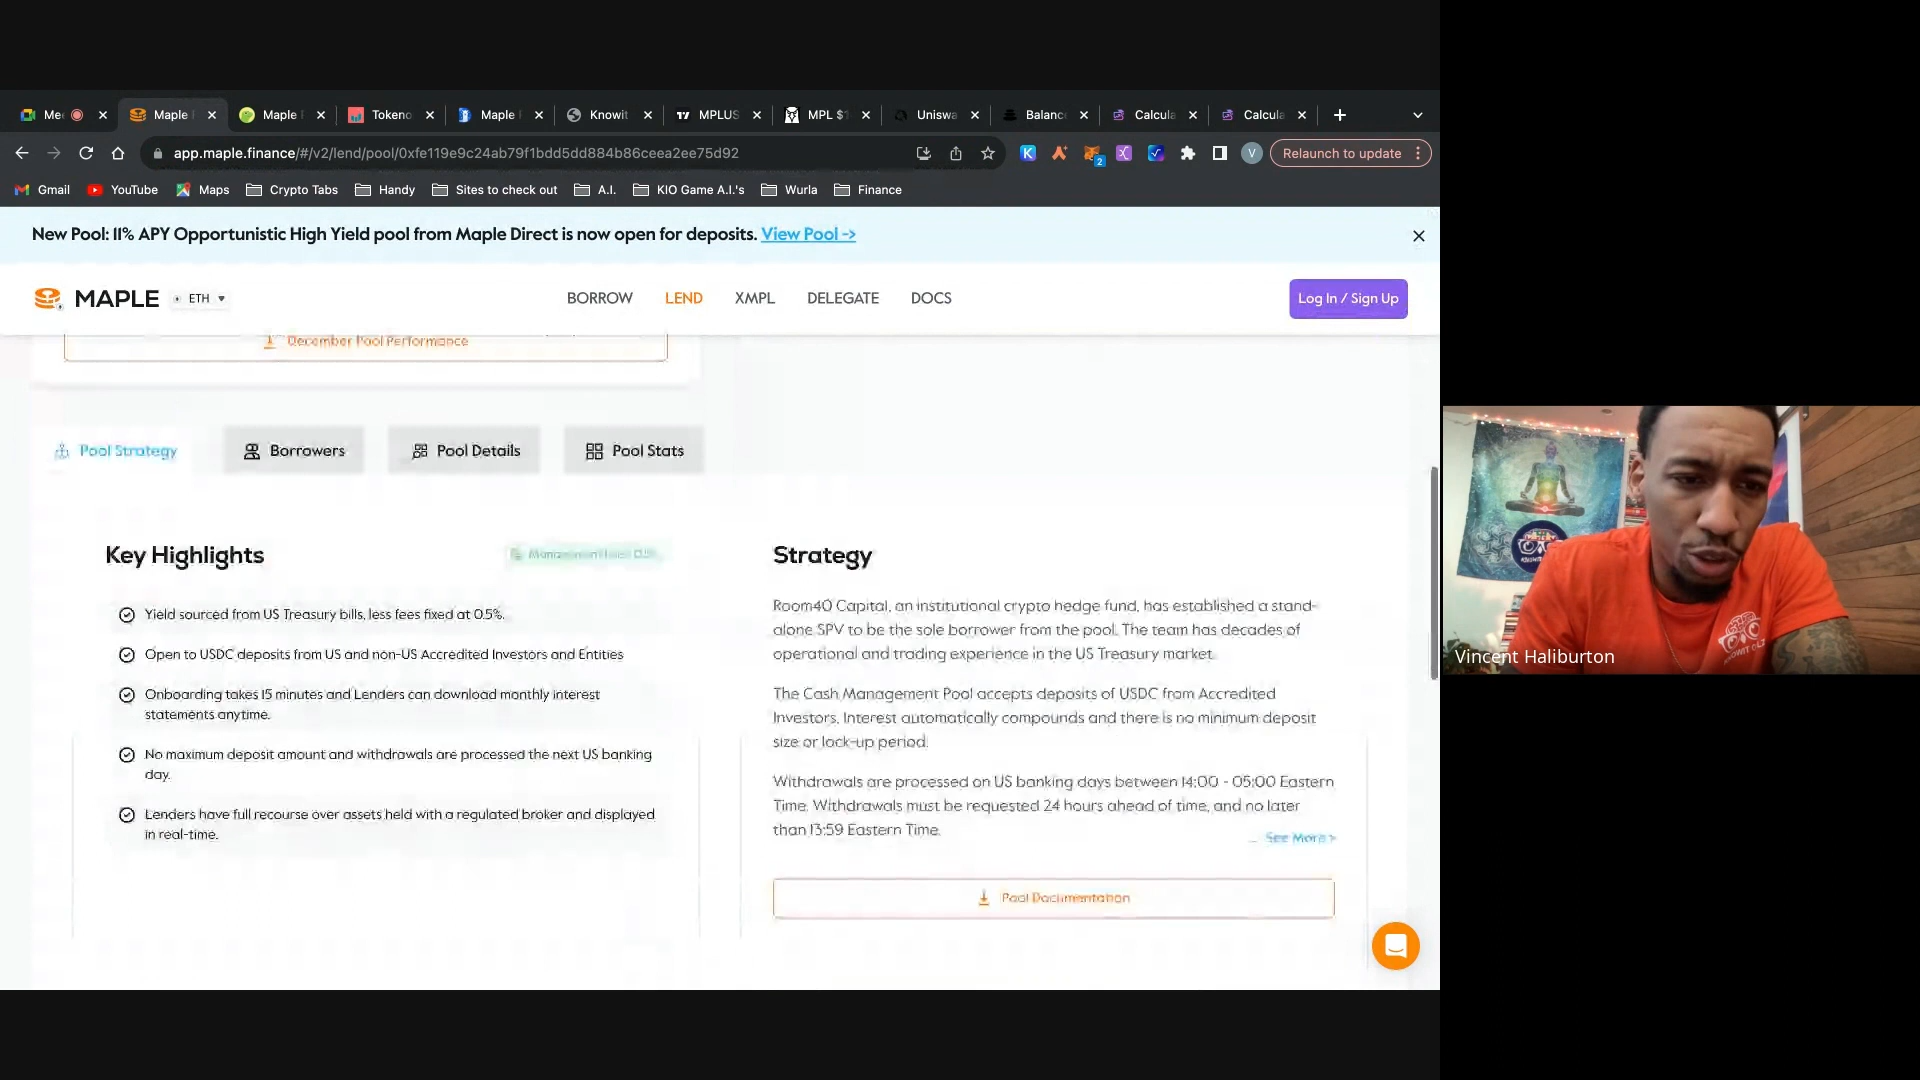 Me
Maple
Maple
Tokeno
Maple
Knowit
MPLUS
MPL $1
Uniswa
Balanc
Calcula
Calcula
app.maple.finance/#/v2/lend/pool/0xfe119e9c24ab79f1bdd5dd884b86ceea2ee75d92
2
V
Relaunch to update
Gmail
YouTube
Maps
Crypto Tabs
Handy
Sites to check out
A.I.
KIO Game A.I.'s
Wurla
Finance
New Pool: 11% APY Opportunistic High Yield pool from Maple Direct is now open for deposits. View Pool ->
MAPLE
ETH
BORROW
LEND
XMPL
DELEGATE
DOCS
Log In / Sign Up
December Pool Performance
Pool Strategy
Borrowers
Pool Details
Pool Stats
Key Highlights
Yield sourced from US Treasury bills, less fees fixed at 0.5%.
Open to USDC deposits from US and non-US Accredited Investors and Entities
Onboarding takes 15 minutes and Lenders can download monthly interest
statements anytime.
No maximum deposit amount and withdrawals are processed the next US banking
day.
Lenders have full recourse over assets held with a regulated broker and displayed
in real-time.
Strategy
Room40 Capital, an institutional crypto hedge fund, has established a stand-
alone SPV to be the sole borrower from the pool. The team has decades of
operational and trading experience in the US Treasury market.
The Cash Management Pool accepts deposits of USDC from Accredited
Investors. Interest automatically compounds and there is no minimum deposit
size or lock-up period.
Withdrawals are processed on US banking days between 14:00 - 05:00 Eastern
Time. Withdrawals must be requested 24 hours ahead of time, and no later
than 13:59 Eastern Time.
... See More >
Pool Documentation
Vincent Haliburton